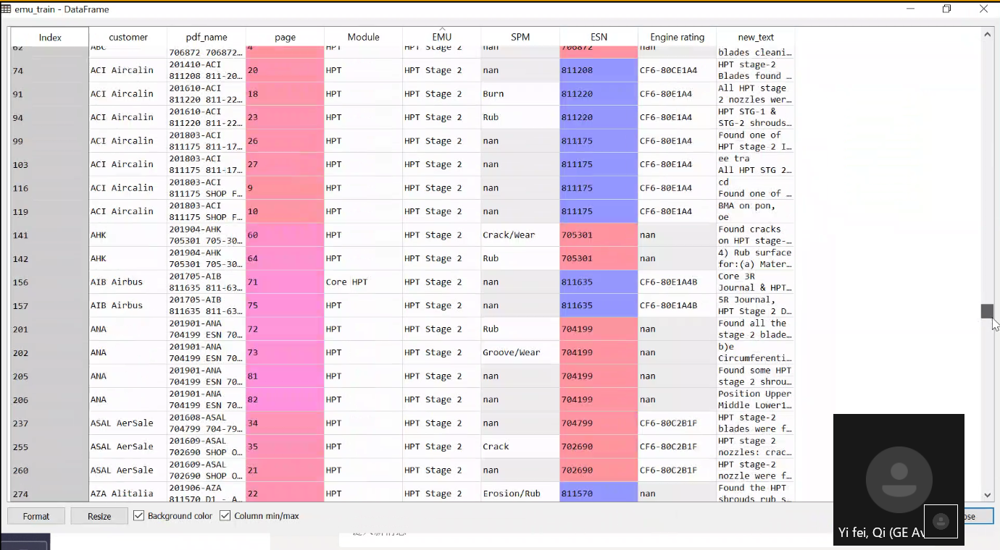 emu_train - DataFrame
Index customer pdf_name page Module EMU SPM ESN Engine rating new_text
62 ABC 706872 706872… 4 HPT HPT Stage 2 nan 706872 nan blades cleani…
74 ACI Aircalin 201410-ACI 811208 811-20… 20 HPT HPT Stage 2 nan 811208 CF6-80CE1A4 HPT stage-2 Blades found …
91 ACI Aircalin 201610-ACI 811220 811-22… 18 HPT HPT Stage 2 Burn 811220 CF6-80E1A4 All HPT stage 2 nozzles wer…
94 ACI Aircalin 201610-ACI 811220 811-22… 23 HPT HPT Stage 2 Rub 811220 CF6-80E1A4 HPT STG-1 & STG-2 shrouds…
99 ACI Aircalin 201803-ACI 811175 811-17… 26 HPT HPT Stage 2 nan 811175 CF6-80E1A4 Found one of HPT stage-2 I…
103 ACI Aircalin 201803-ACI 811175 811-17… 27 HPT HPT Stage 2 nan 811175 CF6-80E1A4 ee tra All HPT STG 2…
116 ACI Aircalin 201803-ACI 811175 SHOP F… 9 HPT HPT Stage 2 nan 811175 CF6-80E1A4 cd Found one of …
119 ACI Aircalin 201803-ACI 811175 SHOP F… 10 HPT HPT Stage 2 nan 811175 CF6-80E1A4 BMA on pon, oe
141 AHK 201904-AHK 705301 705-30… 60 HPT HPT Stage 2 Crack/Wear 705301 nan Found cracks on HPT stage-…
142 AHK 201904-AHK 705301 705-30… 64 HPT HPT Stage 2 Rub 705301 nan 4) Rub surface for:(a) Mater…
156 AIB Airbus 201705-AIB 811635 811-63… 71 Core HPT HPT Stage 2 nan 811635 CF6-80E1A4B Core 3R Journal & HPT…
157 AIB Airbus 201705-AIB 811635 811-63… 75 HPT HPT Stage 2 nan 811635 CF6-80E1A4B 5R Journal, HPT Stage 2 D…
201 ANA 201901-ANA 704199 ESN 70… 72 HPT HPT Stage 2 Rub 704199 nan Found all the stage 2 blade…
202 ANA 201901-ANA 704199 ESN 70… 73 HPT HPT Stage 2 Groove/Wear 704199 nan b)e Circumferenti…
205 ANA 201901-ANA 704199 ESN 70… 81 HPT HPT Stage 2 nan 704199 nan Found some HPT stage 2 shrou…
206 ANA 201901-ANA 704199 ESN 70… 82 HPT HPT Stage 2 nan 704199 nan Position Upper Middle Lower1…
237 ASAL AerSale 201608-ASAL 704799 704-79… 34 HPT HPT Stage 2 nan 704799 CF6-80C2B1F HPT stage-2 blades were f…
255 ASAL AerSale 201609-ASAL 702690 SHOP O… 35 HPT HPT Stage 2 Crack 702690 CF6-80C2B1F HPT stage 2 nozzles: crac…
260 ASAL AerSale 201609-ASAL 702690 SHOP O… 21 HPT HPT Stage 2 nan 702690 CF6-80C2B1F HPT stage-2 nozzle were f…
274 AZA Alitalia 201906-AZA 811570 D1 - A… 22 HPT HPT Stage 2 Erosion/Rub 811570 nan Found the HPT shrouds rub s…
Format Resize Background color Column min/max ose
Yi fei, Qi (GE Av